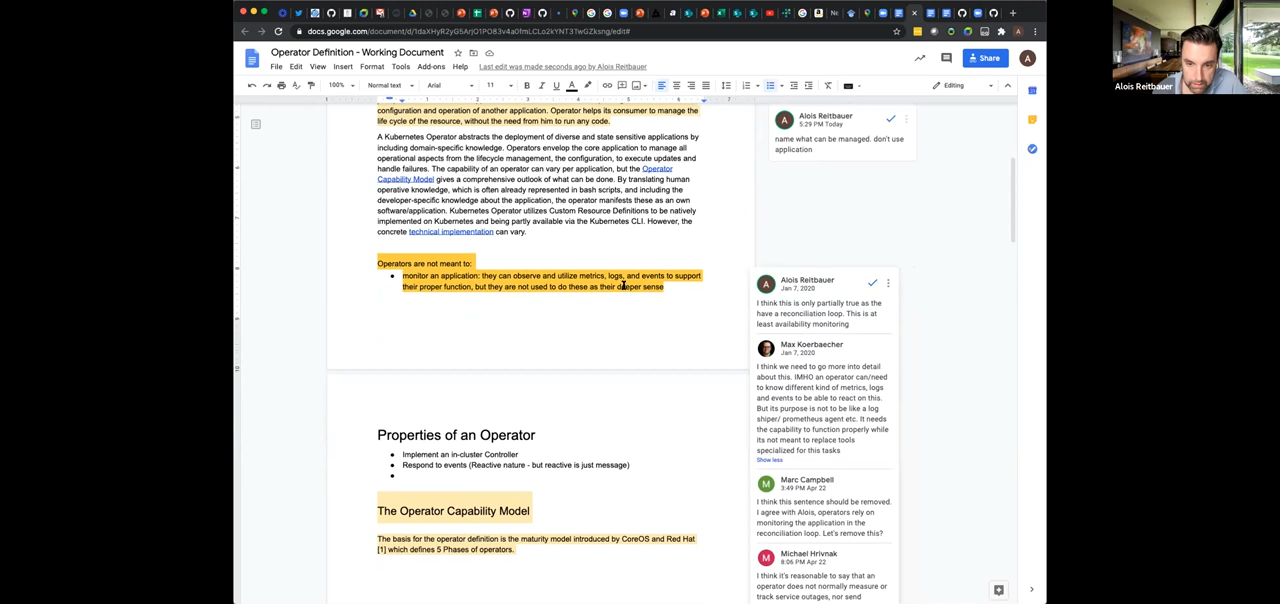 docs.google.com/document/d/1daXHyR2yG5ArjQ1PO83v4a0fmLCLo2kYNT3TwGZksng/edit#
Operator Definition - Working Document
File Edit View Insert Format Tools Add-ons Help Last edit was made seconds ago by Alois Reitbauer
Share
A
100% Normal text Arial 11 B I U A Editing
configuration and operation of another application. Operator helps its consumer to manage the
life cycle of the resource, without the need from him to run any code.
A Kubernetes Operator abstracts the deployment of diverse and state sensitive applications by
including domain-specific knowledge. Operators envelop the core application to manage all
operational aspects from the lifecycle management, the configuration, to execute updates and
handle failures. The capability of an operator can vary per application, but the Operator
Capability Model gives a comprehensive outlook of what can be done. By translating human
operative knowledge, which is often already represented in bash scripts, and including the
developer-specific knowledge about the application, the operator manifests these as an own
software/application. Kubernetes Operator utilizes Custom Resource Definitions to be natively
implemented on Kubernetes and being partly available via the Kubernetes CLI. However, the
concrete technical implementation can vary.
Operators are not meant to:
monitor an application: they can observe and utilize metrics, logs, and events to support
their proper function, but they are not used to do these as their deeper sense
Properties of an Operator
Implement an in-cluster Controller
Respond to events (Reactive nature - but reactive is just message)
The Operator Capability Model
The basis for the operator definition is the maturity model introduced by CoreOS and Red Hat
[1] which defines 5 Phases of operators.
A
Alois Reitbauer
5:29 PM Today
name what can be managed. don't use
application
A
Alois Reitbauer
Jan 7, 2020
I think this is only partially true as the
have a reconciliation loop. This is at
least availability monitoring
Max Koerbaecher
Jan 7, 2020
I think we need to go more into detail
about this. IMHO an operator can/need
to know different kind of metrics, logs
and events to be able to react on this.
But its purpose is not to be like a log
shiper/ prometheus agent etc. It needs
the capability to function properly while
its not meant to replace tools
specialized for this tasks
Show less
M
Marc Campbell
3:49 PM Apr 22
I think this sentence should be removed.
I agree with Alois, operators rely on
monitoring the application in the
reconciliation loop. Let's remove this?
M
Michael Hrivnak
8:06 PM Apr 22
I think it's reasonable to say that an
operator does not normally measure or
track service outages, nor send
Alois Reitbauer